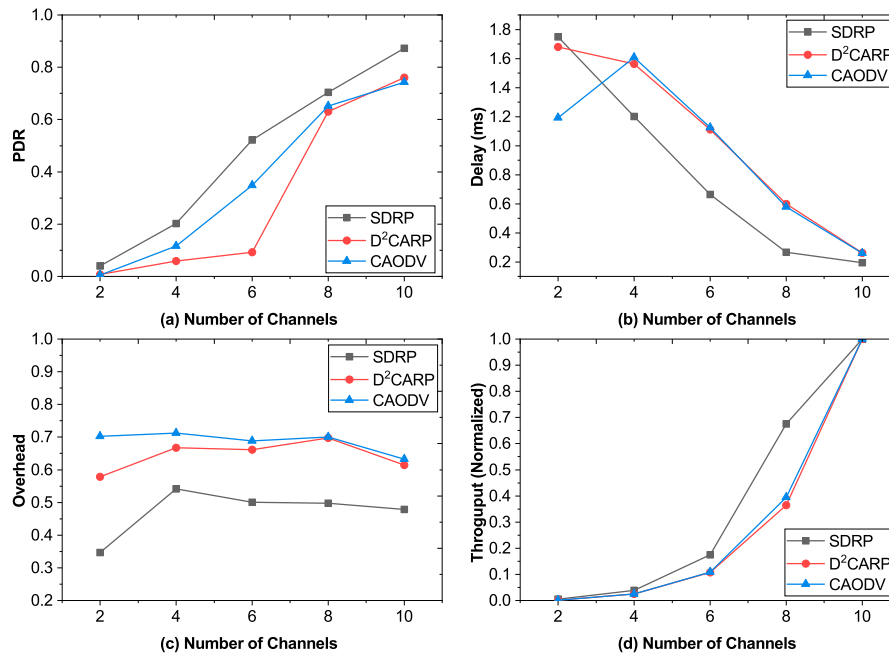 1.0
0.8
0.6
0.4
0.2
0.0
PDR
2 4 6 8 10
(a) Number of Channels
SDRP
D²CARP
CAODV
1.8
1.6
1.4
1.2
1.0
0.8
0.6
0.4
0.2
Delay (ms)
2 4 6 8 10
(b) Number of Channels
SDRP
D²CARP
CAODV
1.0
0.9
0.8
0.7
0.6
0.5
0.4
0.3
0.2
Overhead
2 4 6 8 10
(c) Number of Channels
SDRP
D²CARP
CAODV
1.0
0.9
0.8
0.7
0.6
0.5
0.4
0.3
0.2
0.1
0.0
Throguput (Normalized)
2 4 6 8 10
(d) Number of Channels
SDRP
D²CARP
CAODV